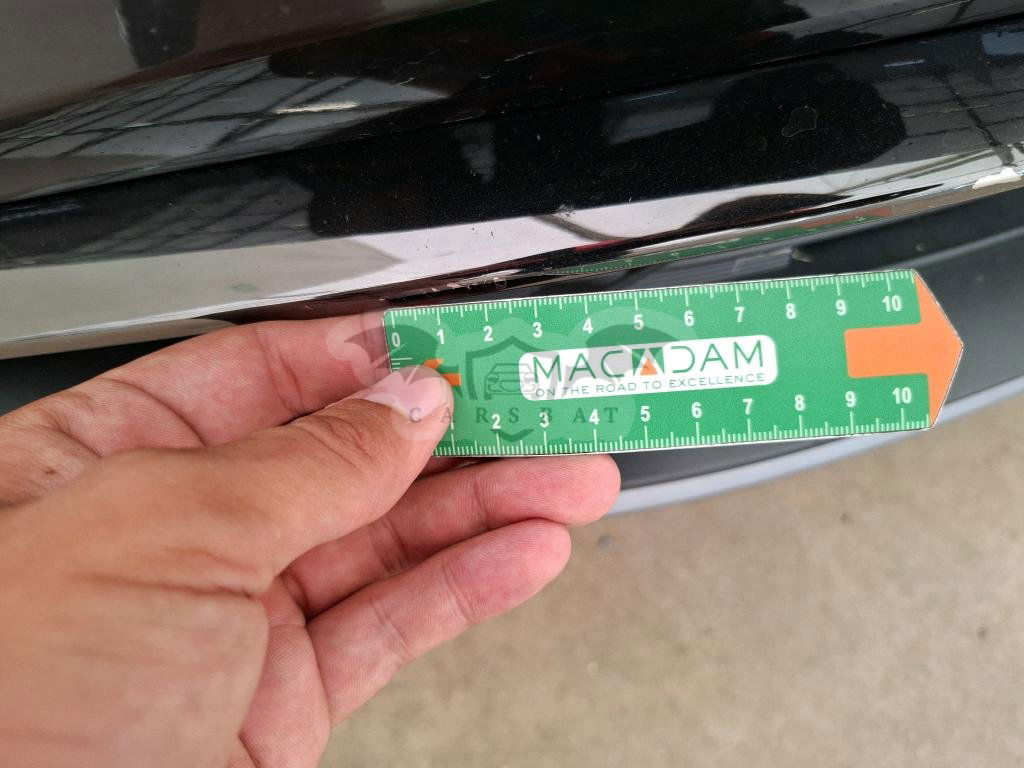 0 1 2 3 4 5 6 7 8 9 10
MACADAM
ON THE ROAD TO EXCELLENCE
CARSBAT
1 2 3 4 5 6 7 8 9 10